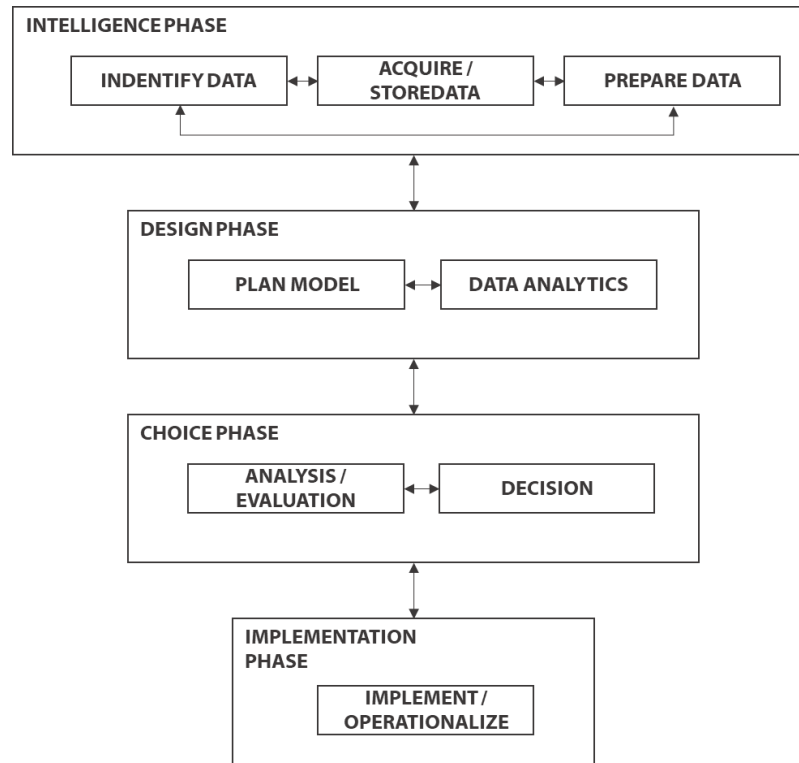 INTELLIGENCE PHASE
INDENTIFY DATA
ACQUIRE /
STOREDATA
PREPARE DATA
DESIGN PHASE
PLAN MODEL
DATA ANALYTICS
CHOICE PHASE
ANALYSIS /
EVALUATION
DECISION
IMPLEMENTATION
PHASE
IMPLEMENT /
OPERATIONALIZE